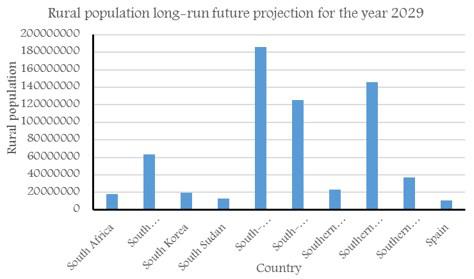 Rural population long-run future projection for the year 2029
Rural population
200000000
180000000
160000000
140000000
120000000
100000000
80000000
60000000
40000000
20000000
0
South Africa
South...
South Korea
South Sudan
South-...
South-...
Southern...
Southern...
Southern...
Spain
Country